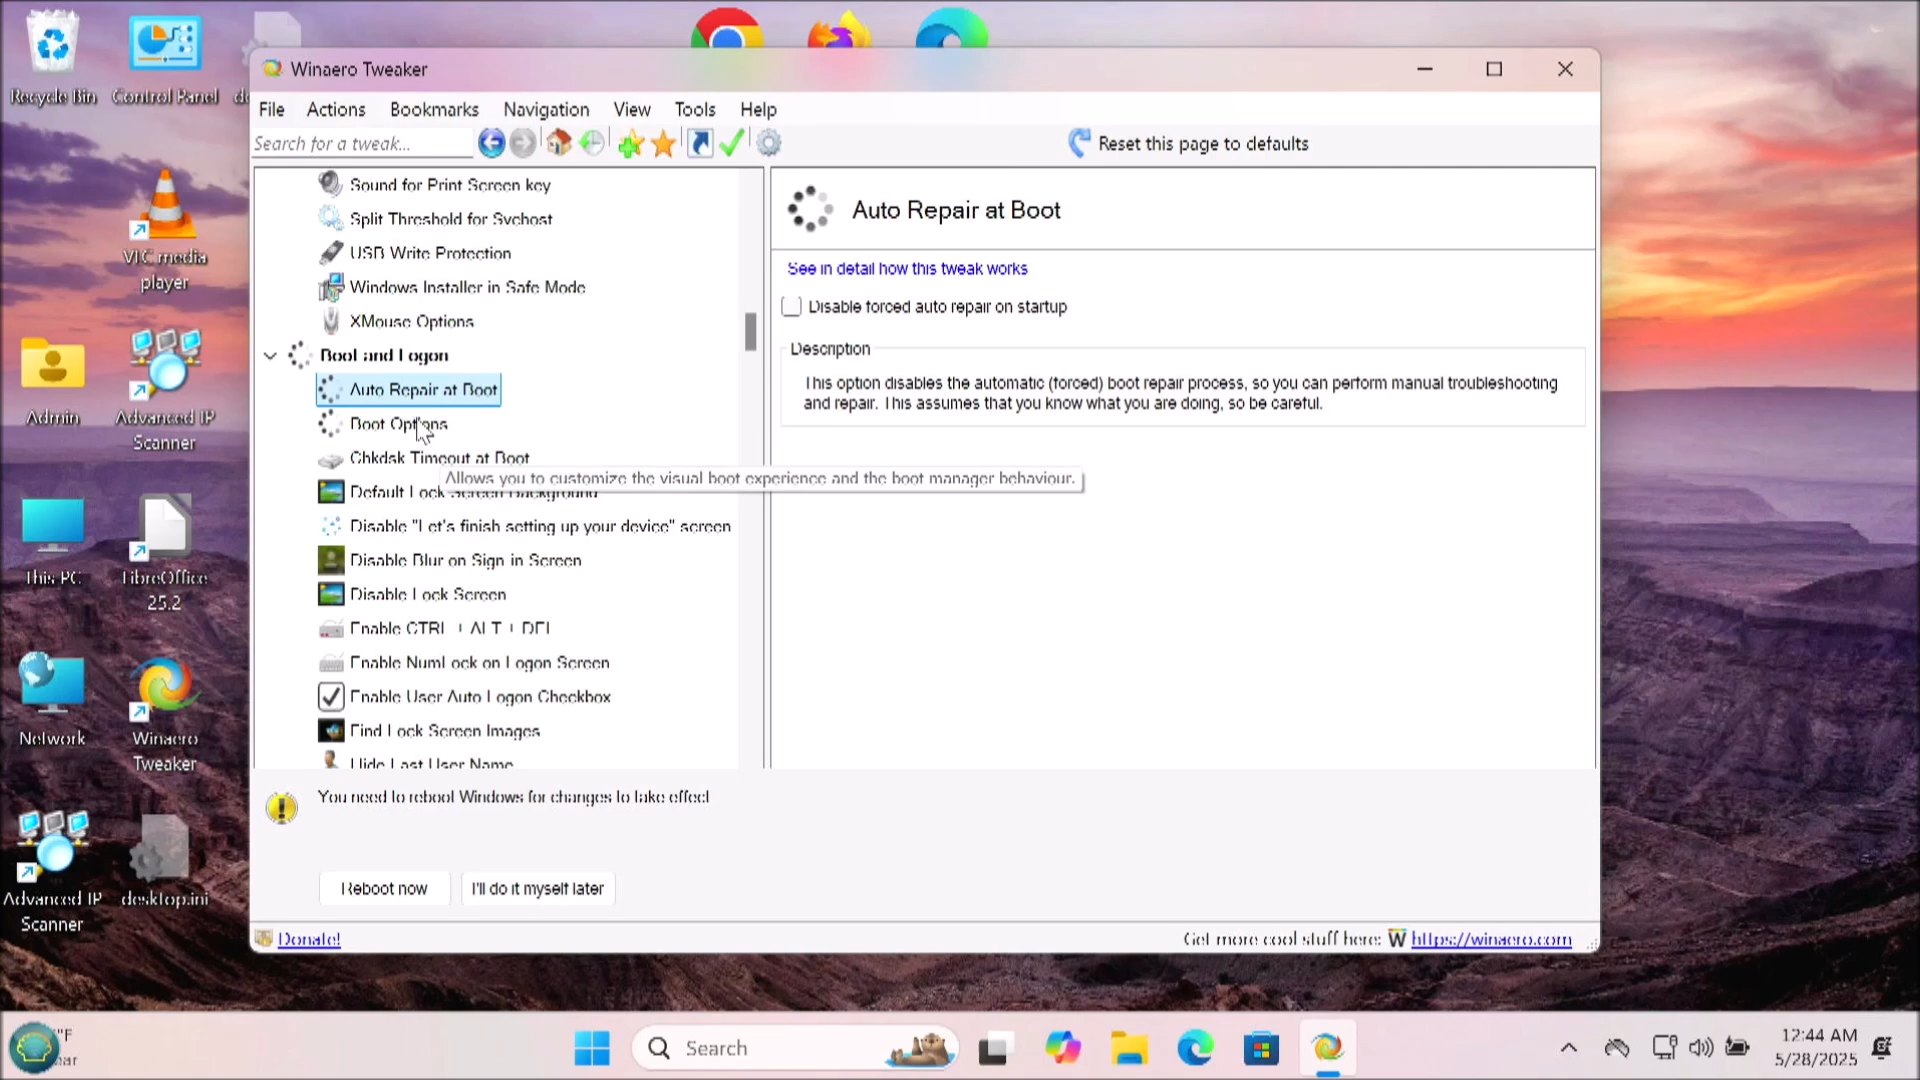 Recycle Bin
Control Panel
Winaero Tweaker
File Actions Bookmarks Navigation View Tools Help
Search for a tweak...
Reset this page to defaults
VLC media
player
Admin
Advanced IP
Scanner
This PC
LibreOffice
25.2
Network
Winaero
Tweaker
Advanced IP
Scanner
desktop.ini
Sound for Print Screen key
Split Threshold for Svchost
USB Write Protection
Windows Installer in Safe Mode
XMouse Options
Boot and Logon
Auto Repair at Boot
Boot Options
Chkdsk Timeout at Boot
Default Lock Screen Background
Disable "Let's finish setting up your device" screen
Disable Blur on Sign in Screen
Disable Lock Screen
Enable CTRL + ALT + DEL
Enable NumLock on Logon Screen
Enable User Auto Logon Checkbox
Find Lock Screen Images
Hide Last User Name
Auto Repair at Boot
See in detail how this tweak works
Disable forced auto repair on startup
Description
This option disables the automatic (forced) boot repair process, so you can perform manual troubleshooting
and repair. This assumes that you know what you are doing, so be careful.
Allows you to customize the visual boot experience and the boot manager behaviour.
You need to reboot Windows for changes to take effect
Reboot now
I'll do it myself later
Donate!
Get more cool stuff here: W https://winaero.com
Search
12:44 AM
5/28/2025